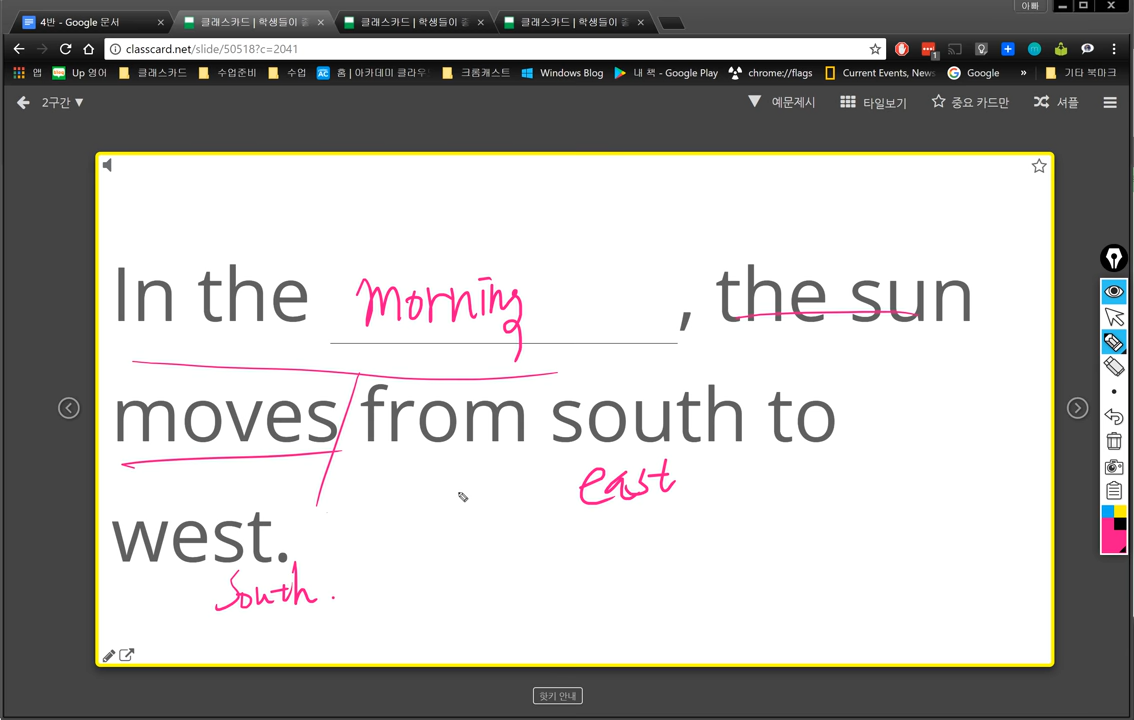 아빠
4반 - Google 문서
클래스카드 | 학생들이 좋
클래스카드 | 학생들이 좋
클래스카드 | 학생들이 좋
classcard.net/slide/50518?c=2041
1
앱 Up 영어 클래스카드 수업준비 수업 AC 홈 | 아카데미 클라우 크롬캐스트 Windows Blog 내 책 - Google Play chrome://flags Current Events, News Google » 기타 북마크
2구간 ▼ ▼ 예문제시 타일보기 중요 카드만 셔플
In the morning , the sun
moves from south to
east
west.
South.
핫키 안내